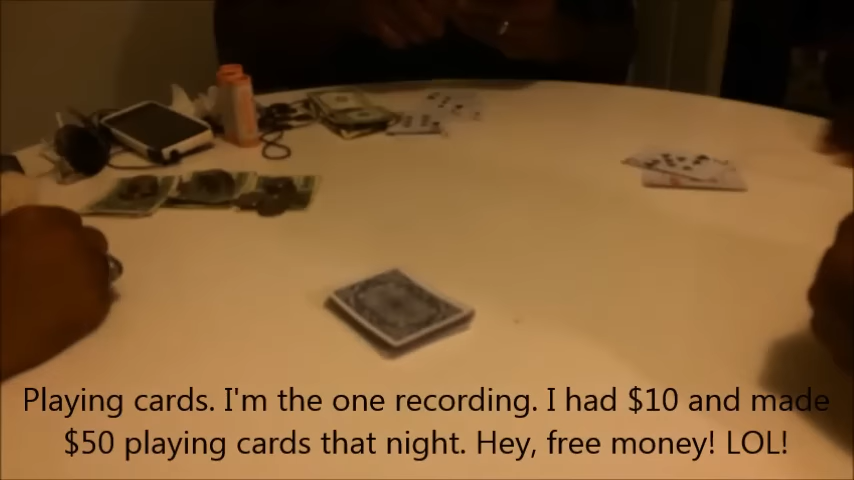 Playing cards. I'm the one recording. I had $10 and made
$50 playing cards that night. Hey, free money! LOL!